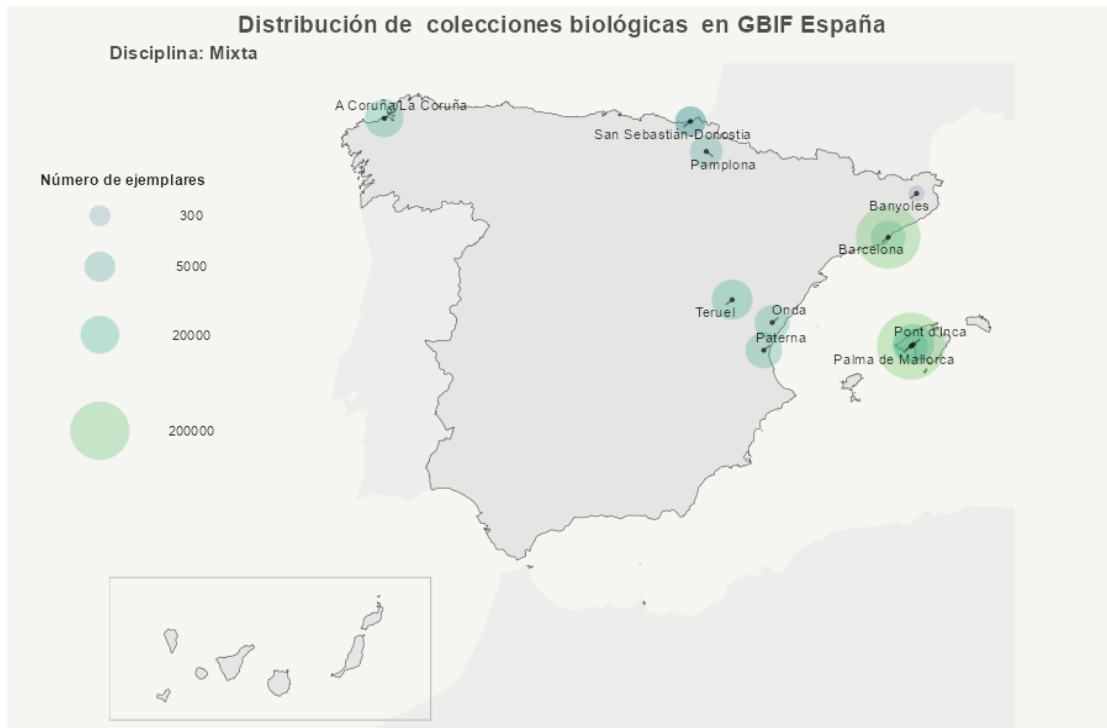 Distribución de colecciones biológicas en GBIF España
Disciplina: Mixta
A Coruña/La Coruña
San Sebastián-Donostia
Pamplona
Número de ejemplares
300
5000
20000
200000
Banyoles
Barcelona
Teruel
Onda
Paterna
Pont d'Inca
Palma de Mallorca